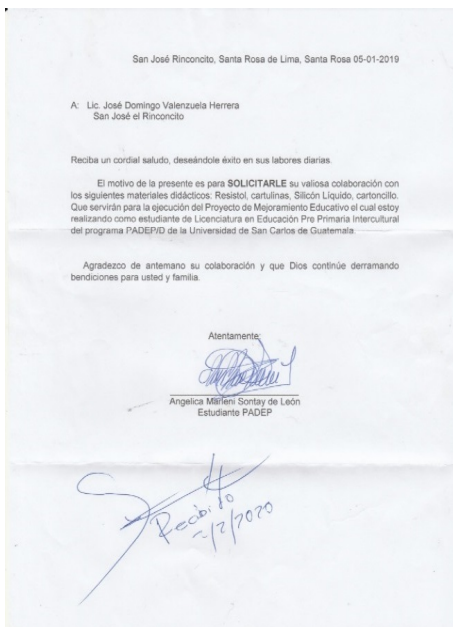 San José Rinconcito, Santa Rosa de Lima, Santa Rosa 05-01-2019
A: Lic. José Domingo Valenzuela Herrera
San José el Rinconcito
Reciba un cordial saludo, deseándole éxito en sus labores diarias.
El motivo de la presente es para SOLICITARLE su valiosa colaboración con
los siguientes materiales didácticos: Resistol, cartulinas, Silicón Líquido, cartoncillo.
Que servirán para la ejecución del Proyecto de Mejoramiento Educativo el cual estoy
realizando como estudiante de Licenciatura en Educación Pre Primaria Intercultural
del programa PADEP/D de la Universidad de San Carlos de Guatemala.
Agradezco de antemano su colaboración y que Dios continúe derramando
bendiciones para usted y familia.
Atentamente:
Angelica Marleni Sontay de León
Estudiante PADEP
Recibido
2/2/2020